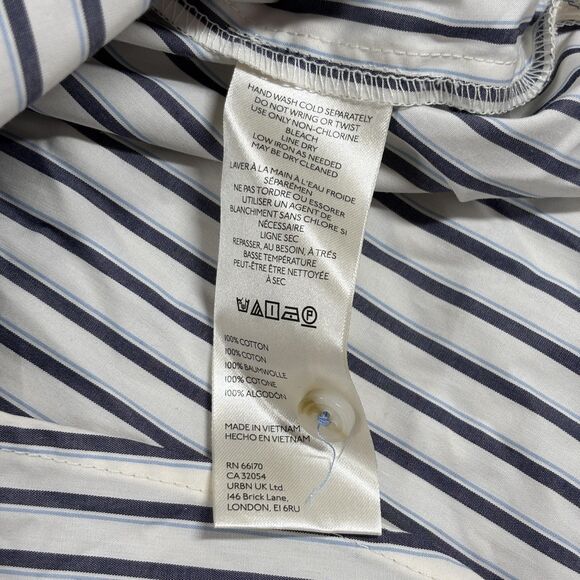 HAND WASH COLD SEPARATELY
DO NOT WRING OR TWIST
USE ONLY NON-CHLORINE
BLEACH
LINE DRY
LOW IRON AS NEEDED
MAY BE DRY CLEANED
LAVER À LA MAIN À L'EAU FROIDE
SÉPARÉMEN
NE PAS TORDRE OU ESSORER
UTILISEZ UN AGENT DE
BLANCHIMENT SANS CHLORE Si
NÉCESSAIRE
LIGNE SEC
REPASSER, AU BESOIN, À TRÉS
BASSE TEMPÉRATURE
PEUT-ÊTRE ÊTRE NETTOYÉE
À SEC
P
100% COTTON
100% COTON
100% BAUMWOLLE
100% COTONE
100% ALGODÓN
MADE IN VIETNAM
HECHO EN VIETNAM
RN 66170
CA 32054
URBN UK Ltd
146 Brick Lane,
LONDON, E1 6RU